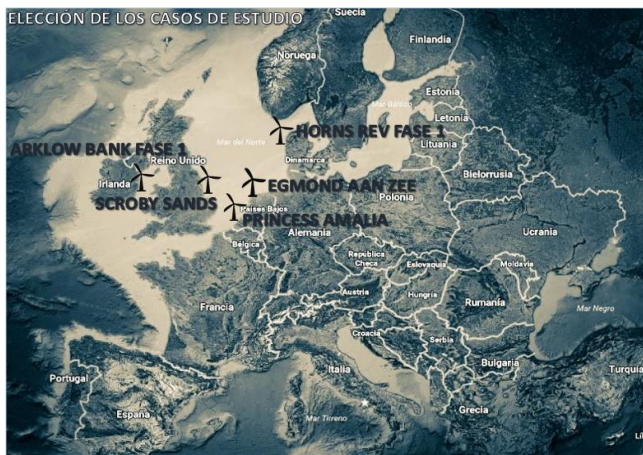 ELECCIÓN DE LOS CASOS DE ESTUDIO
Suecia
Finlandia
Noruega
Estonia
Mar Báltico
Letonia
HORNS REV FASE 1
Mar del Norte
Lituania
ARKLOW BANK FASE 1
Reino Unido
Dinamarca
Bielorrusia
Irlanda
EGMOND AAN ZEE
Polonia
SCROBY SANDS
Países Bajos
PRINCESS AMALIA
Alemania
Ucrania
Bélgica
República
Checa
Eslovaquia
Moldavia
Austria
Hungría
Francia
Rumanía
Croacia
Mar Negro
Serbia
Italia
Bulgaria
Portugal
Turquía
España
Mar Tirreno
Grecia